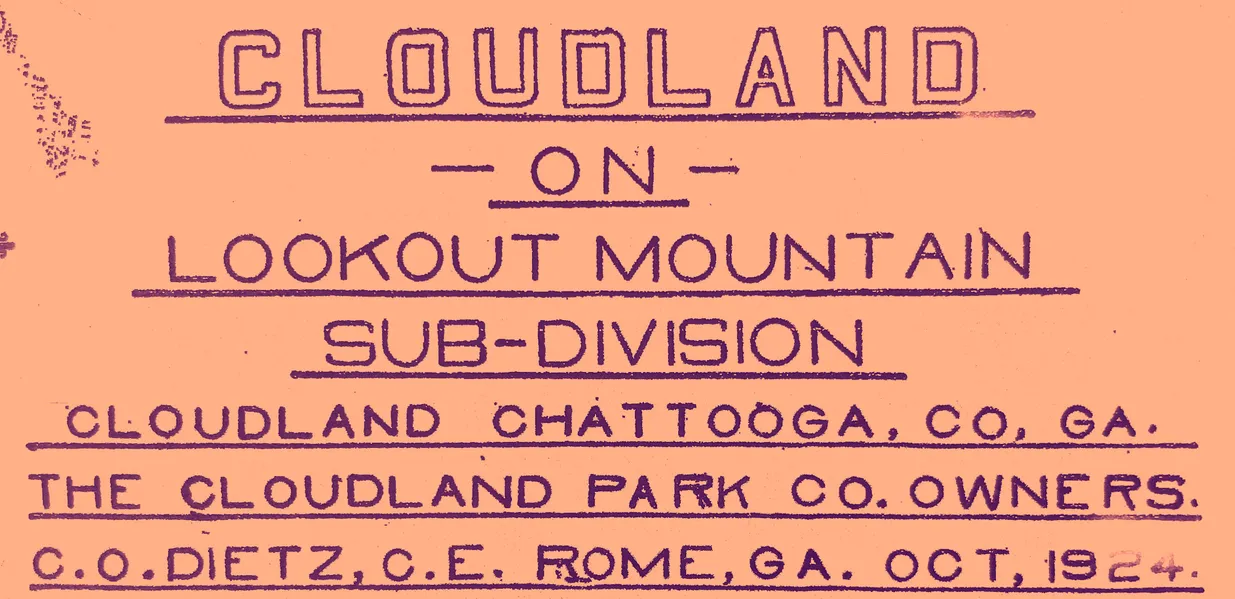 CLOUDLAND
- ON -
LOOKOUT MOUNTAIN
SUB-DIVISION
CLOUDLAND CHATTOOGA, CO, GA.
THE CLOUDLAND PARK CO. OWNERS.
C.O.DIETZ, C.E. ROME, GA. OCT, 1924.